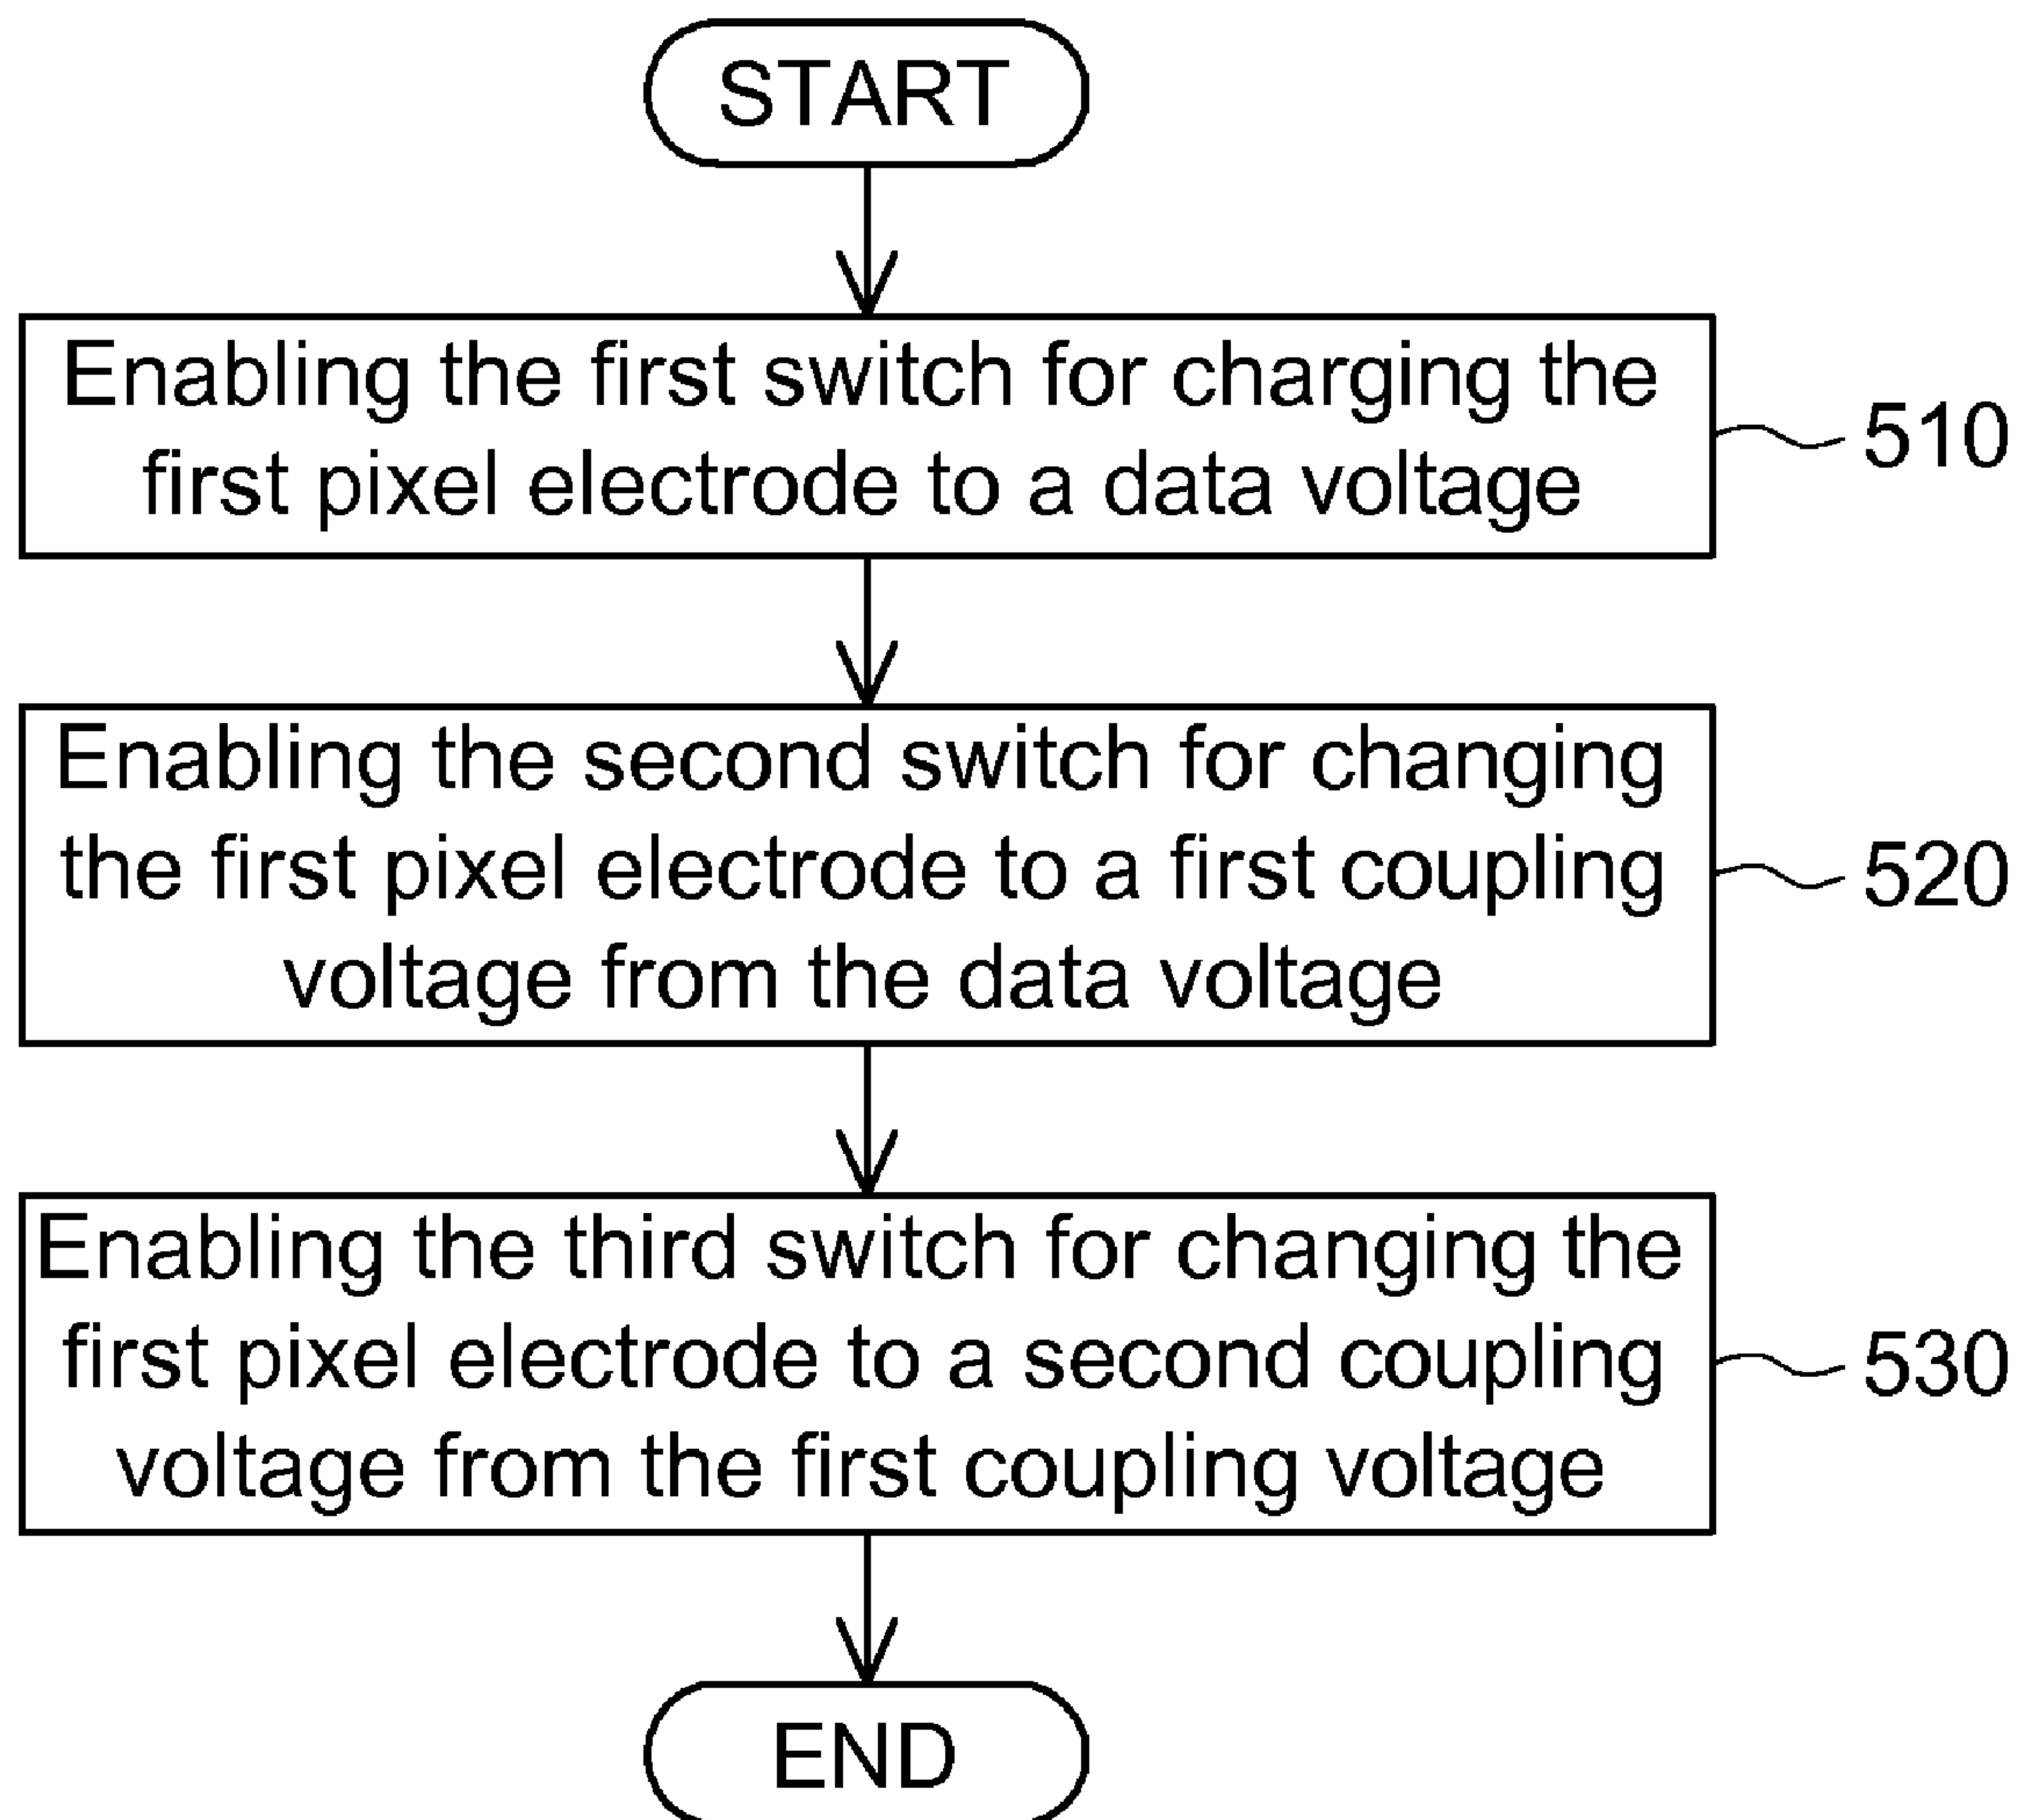 START
Enabling the first switch for charging the
first pixel electrode to a data voltage
510
Enabling the second switch for changing
the first pixel electrode to a first coupling
voltage from the data voltage
520
Enabling the third switch for changing the
first pixel electrode to a second coupling
voltage from the first coupling voltage
530
END